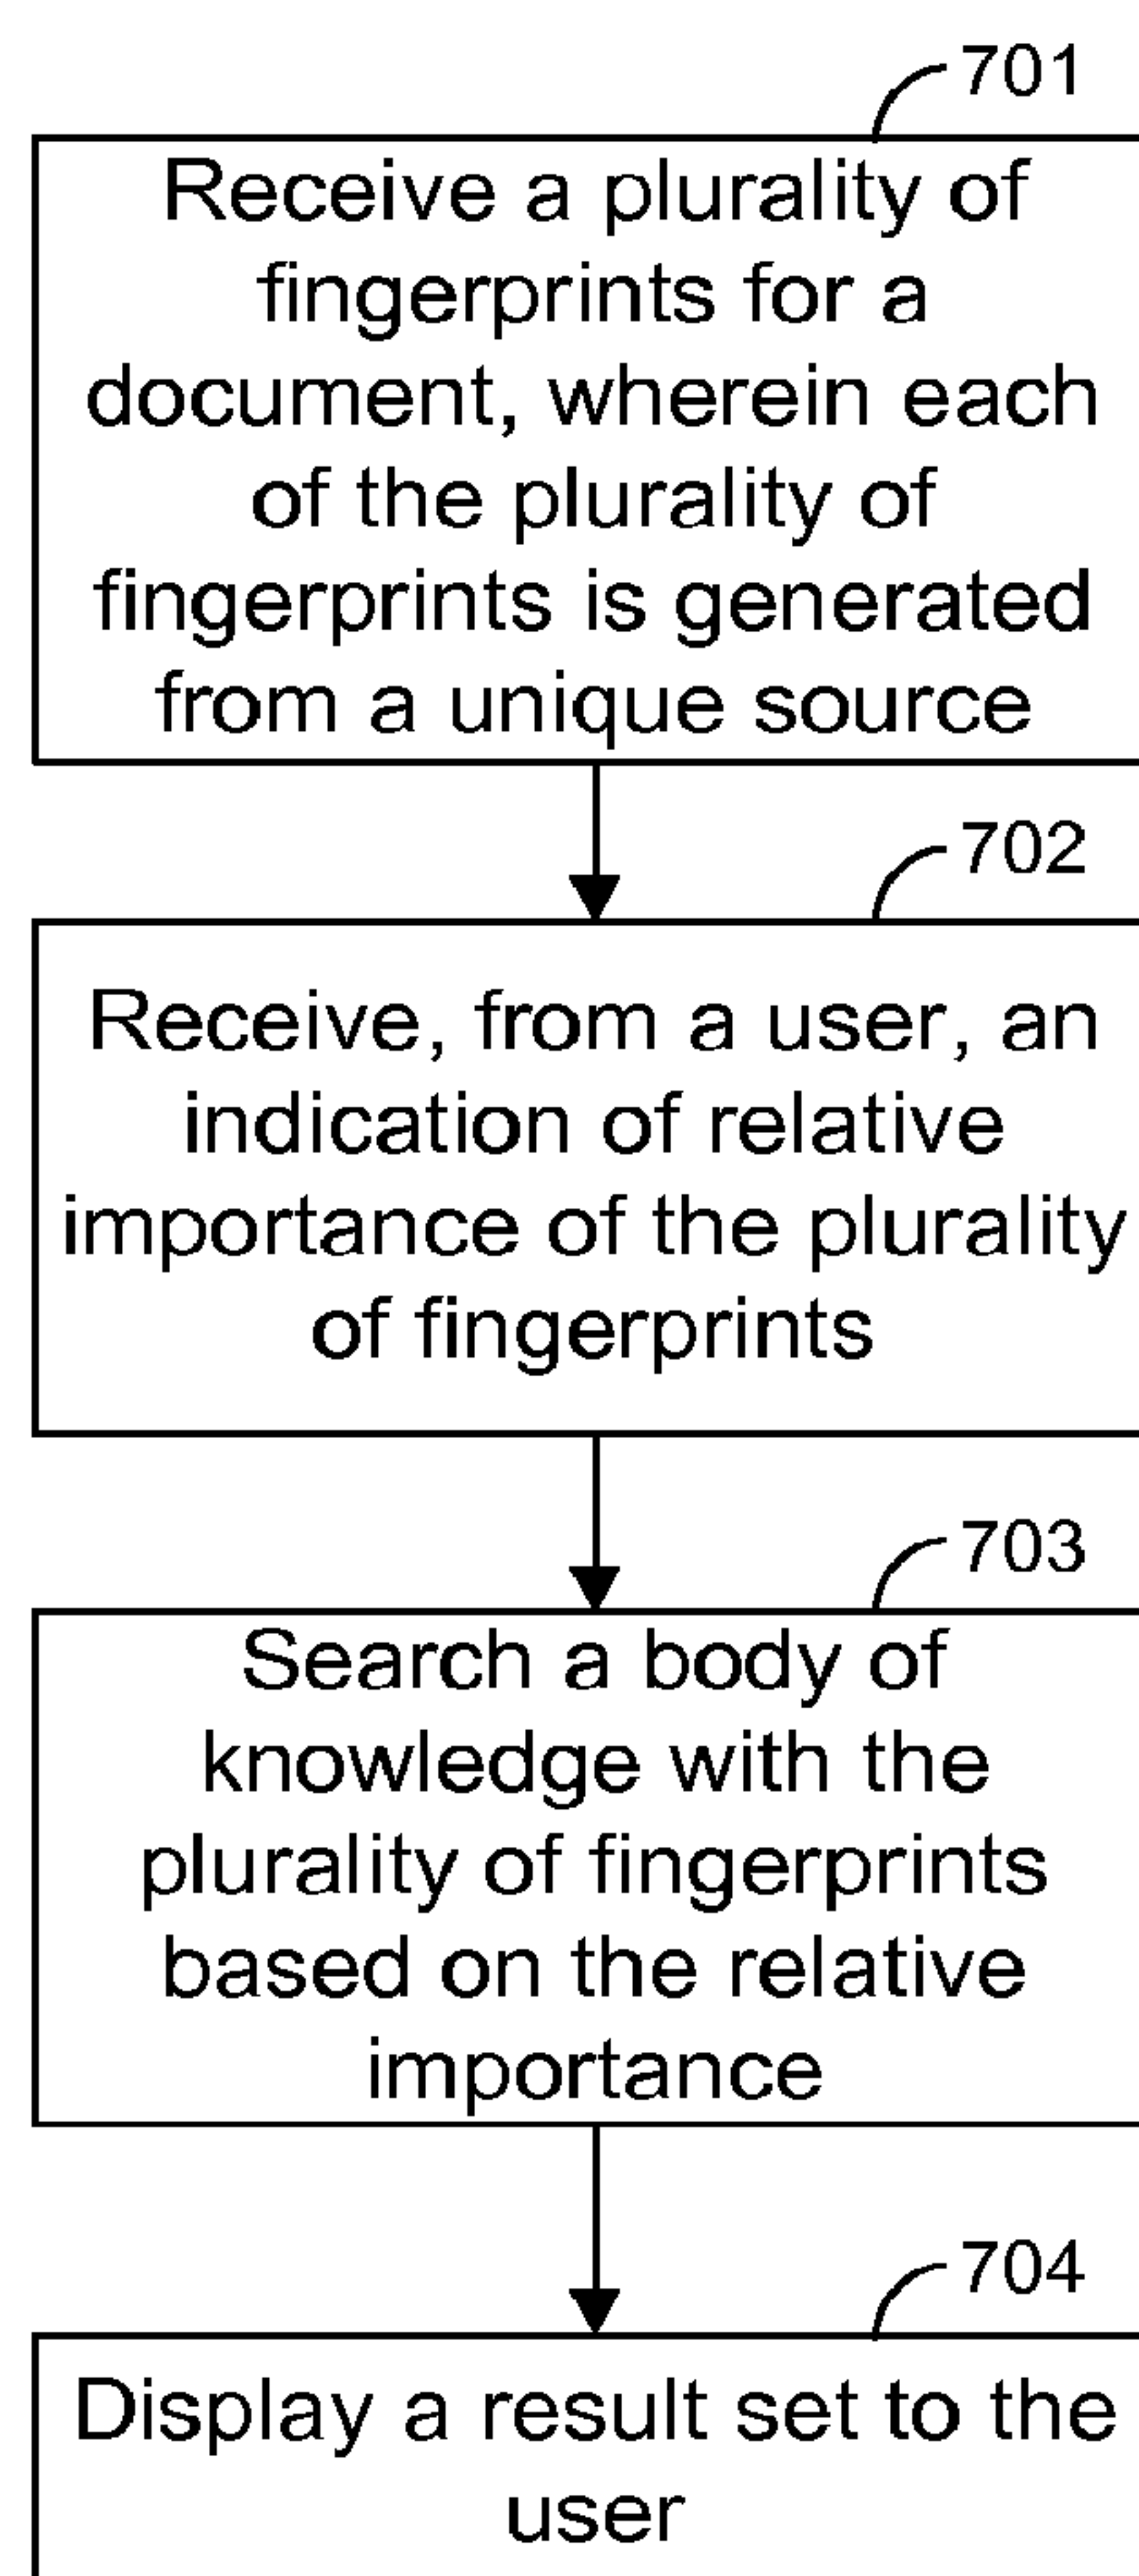 701
Receive a plurality of
fingerprints for a
document, wherein each
of the plurality of
fingerprints is generated
from a unique source
702
Receive, from a user, an
indication of relative
importance of the plurality
of fingerprints
703
Search a body of
knowledge with the
plurality of fingerprints
based on the relative
importance
704
Display a result set to the
user